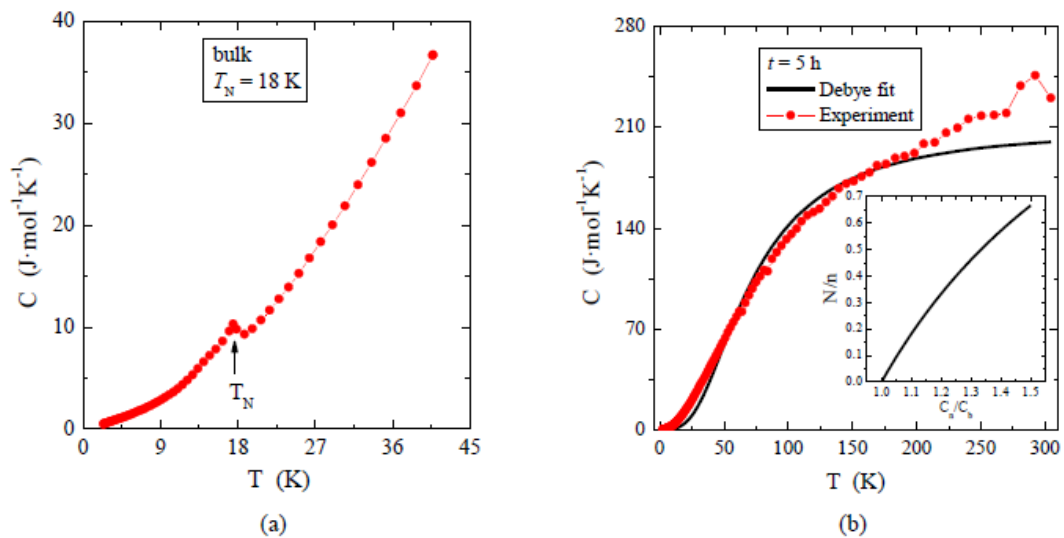 (a)
bulk
T_N = 18 K
T_N
C (J·mol⁻¹K⁻¹)
40
30
20
10
0
0 9 18 27 36 45
T (K)
(b)
t = 5 h
Debye fit
Experiment
C (J·mol⁻¹K⁻¹)
280
210
140
70
0
0 50 100 150 200 250 300
T (K)
N/n
0.7
0.6
0.5
0.4
0.3
0.2
0.1
0.0
1.0 1.1 1.2 1.3 1.4 1.5
C_n/C_h
(a)
(b)